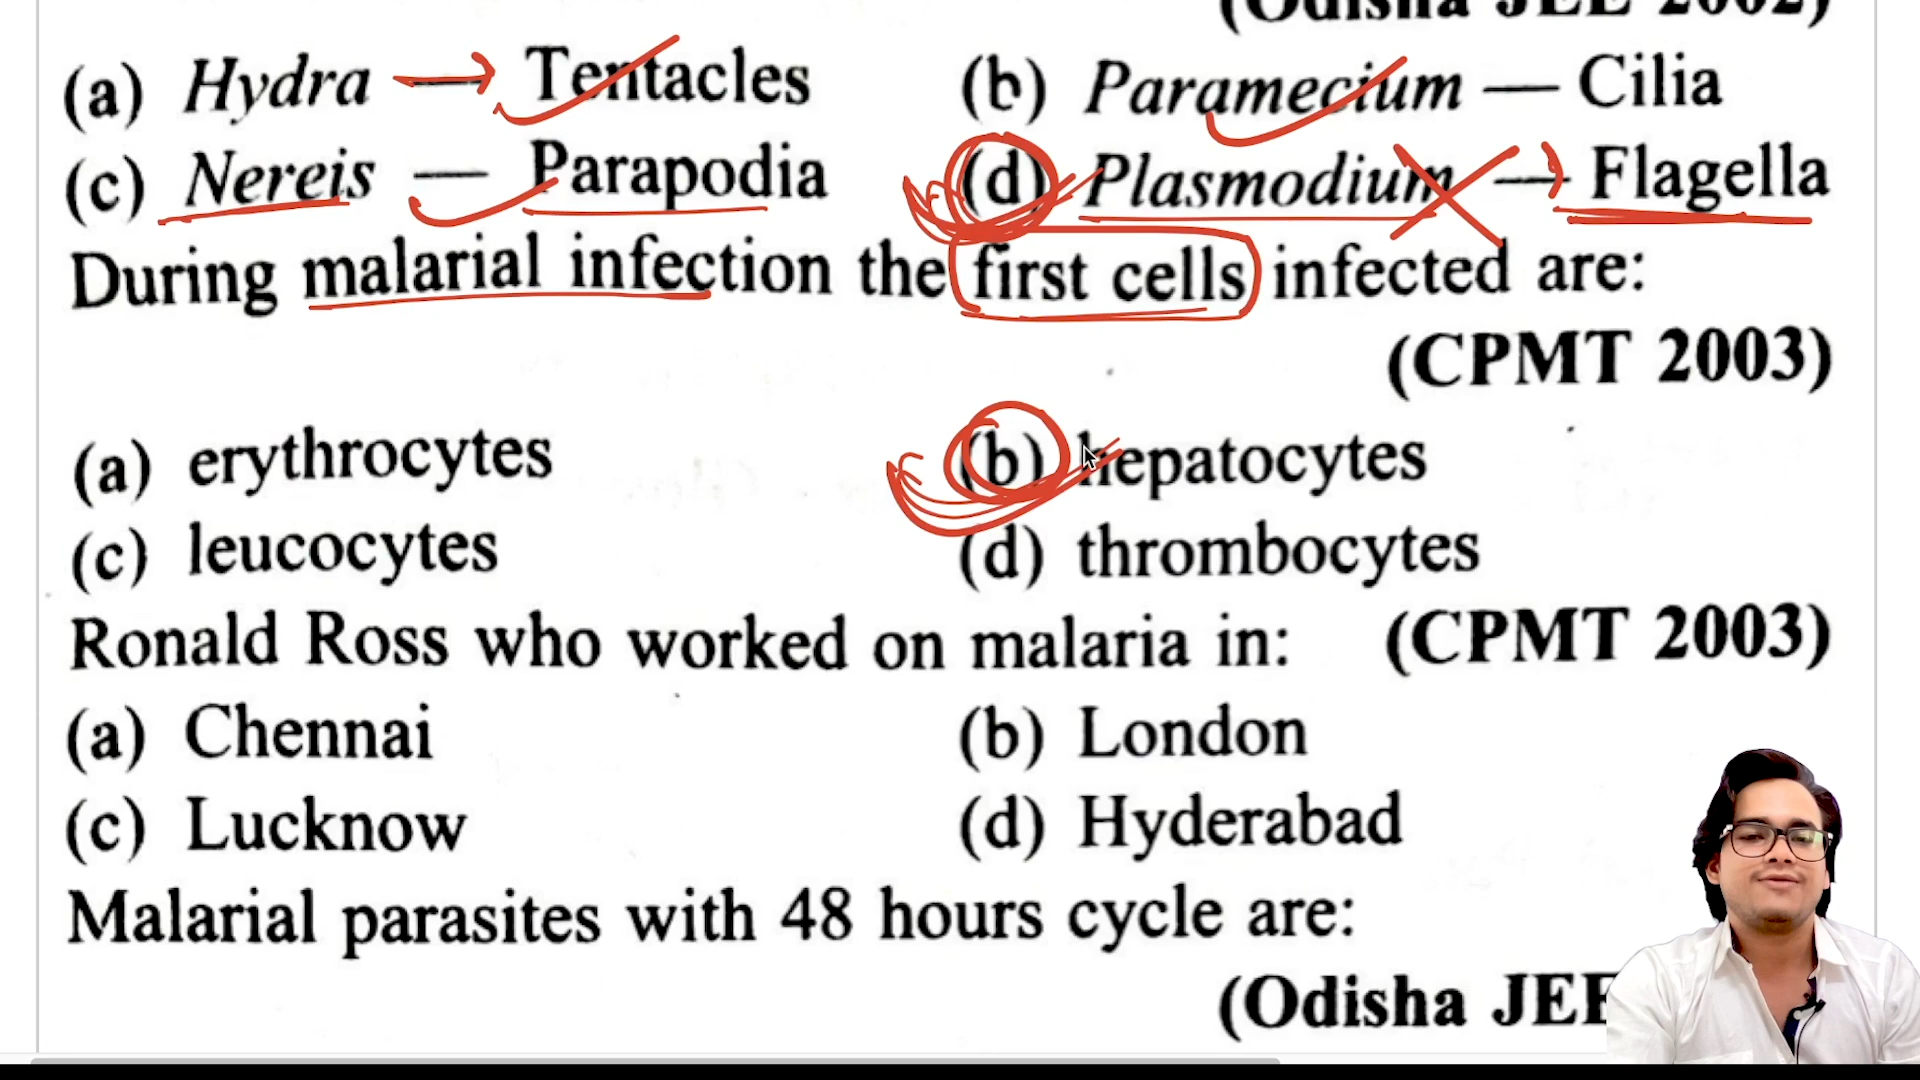 (Odisha JEE 2002)
(a) Hydra — Tentacles (b) Paramecium — Cilia
(c) Nereis — Parapodia (d) Plasmodium — Flagella
During malarial infection the first cells infected are:
(CPMT 2003)
(a) erythrocytes (b) hepatocytes
(c) leucocytes (d) thrombocytes
Ronald Ross who worked on malaria in: (CPMT 2003)
(a) Chennai (b) London
(c) Lucknow (d) Hyderabad
Malarial parasites with 48 hours cycle are:
(Odisha JEE